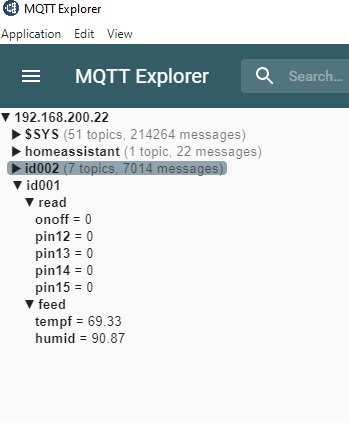 MQTT Explorer
Application Edit View
MQTT Explorer Search...
▼ 192.168.200.22
▶ $SYS (51 topics, 214264 messages)
▶ homeassistant (1 topic, 22 messages)
▶ id002 (7 topics, 7014 messages)
▼ id001
▼ read
onoff = 0
pin12 = 0
pin13 = 0
pin14 = 0
pin15 = 0
▼ feed
tempf = 69.33
humid = 90.87